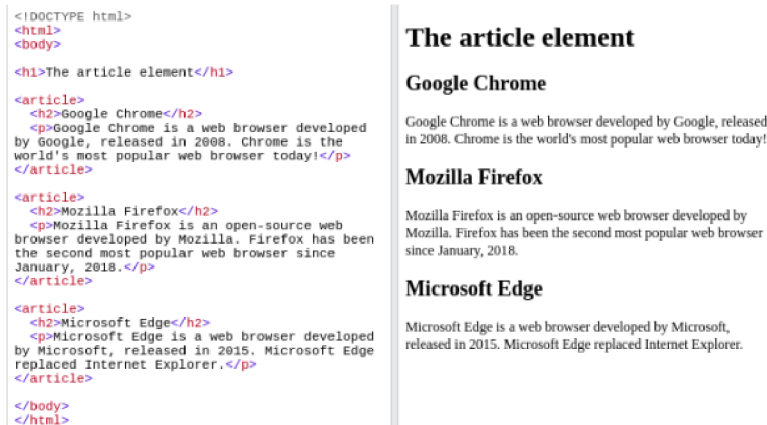 <!DOCTYPE html>
<html>
<body>
<h1>The article element</h1>
<article>
<h2>Google Chrome</h2>
<p>Google Chrome is a web browser developed
by Google, released in 2008. Chrome is the
world's most popular web browser today!</p>
</article>
<article>
<h2>Mozilla Firefox</h2>
<p>Mozilla Firefox is an open-source web
browser developed by Mozilla. Firefox has been
the second most popular web browser since
January, 2018.</p>
</article>
<article>
<h2>Microsoft Edge</h2>
<p>Microsoft Edge is a web browser developed
by Microsoft, released in 2015. Microsoft Edge
replaced Internet Explorer.</p>
</article>
</body>
</html>
The article element
Google Chrome
Google Chrome is a web browser developed by Google, released
in 2008. Chrome is the world's most popular web browser today!
Mozilla Firefox
Mozilla Firefox is an open-source web browser developed by
Mozilla. Firefox has been the second most popular web browser
since January, 2018.
Microsoft Edge
Microsoft Edge is a web browser developed by Microsoft,
released in 2015. Microsoft Edge replaced Internet Explorer.